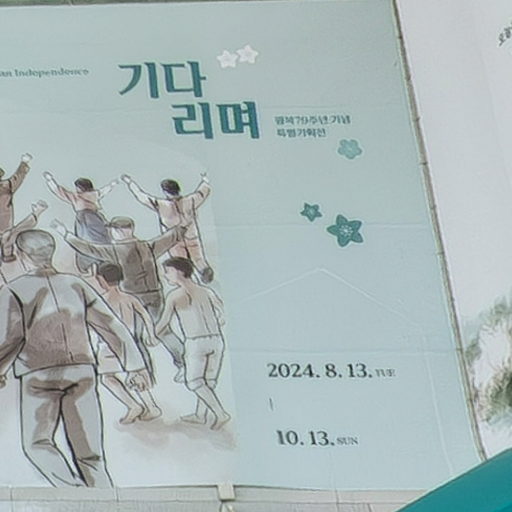 an Independence
기다
리며
광복79주년 기념
특별기획전
2024. 8. 13. TUE
10. 13. SUN